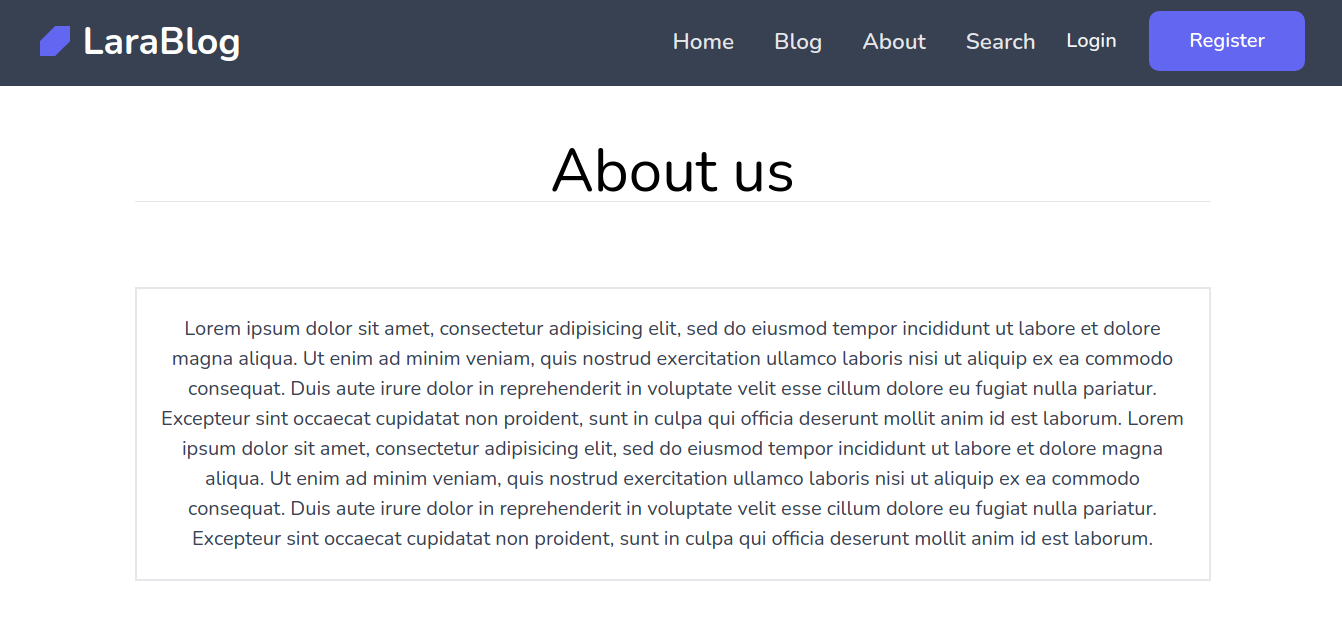 LaraBlog Home Blog About Search Login Register
About us
Lorem ipsum dolor sit amet, consectetur adipisicing elit, sed do eiusmod tempor incididunt ut labore et dolore
magna aliqua. Ut enim ad minim veniam, quis nostrud exercitation ullamco laboris nisi ut aliquip ex ea commodo
consequat. Duis aute irure dolor in reprehenderit in voluptate velit esse cillum dolore eu fugiat nulla pariatur.
Excepteur sint occaecat cupidatat non proident, sunt in culpa qui officia deserunt mollit anim id est laborum. Lorem
ipsum dolor sit amet, consectetur adipisicing elit, sed do eiusmod tempor incididunt ut labore et dolore magna
aliqua. Ut enim ad minim veniam, quis nostrud exercitation ullamco laboris nisi ut aliquip ex ea commodo
consequat. Duis aute irure dolor in reprehenderit in voluptate velit esse cillum dolore eu fugiat nulla pariatur.
Excepteur sint occaecat cupidatat non proident, sunt in culpa qui officia deserunt mollit anim id est laborum.